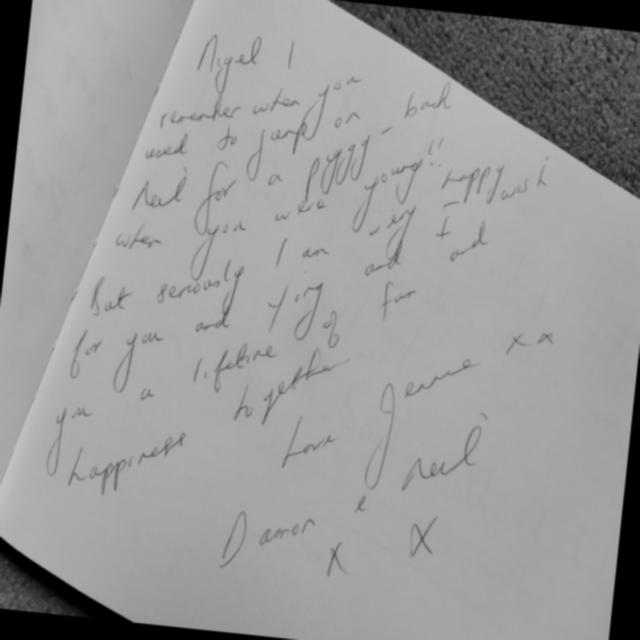 Nigel I
remember when you
used to jump on
Neil for a piggy-back
when you were young!!
But seriously I am very happy
for you and and wish
you a lifetime of fun and
happiness together
Love Jeanne xx
Damon & Neil
x x